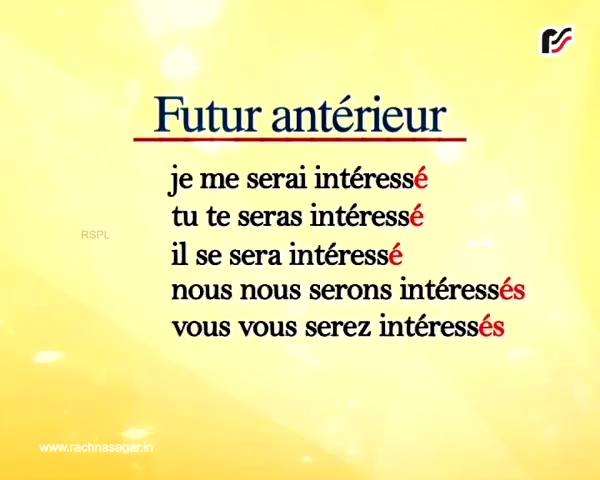 Futur antérieur
je me serai intéressé
tu te seras intéressé
il se sera intéressé
nous nous serons intéressés
vous vous serez intéressés
RSPL
www.rachnasagar.in